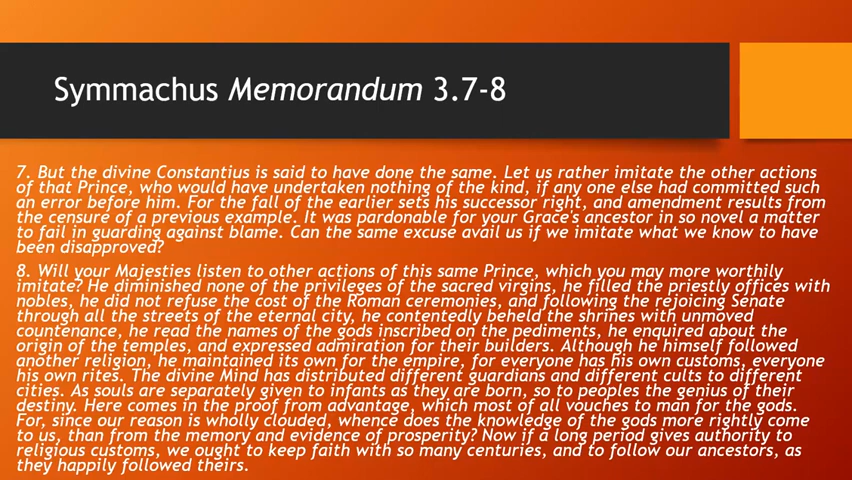 Symmachus Memorandum 3.7-8
7. But the divine Constantius is said to have done the same. Let us rather imitate the other actions
of that Prince, who would have undertaken nothing of the kind, if any one else had committed such
an error before him. For the fall of the earlier sets his successor right, and amendment results from
the censure of a previous example. It was pardonable for your Grace's ancestor in so novel a matter
to fail in guarding against blame. Can the same excuse avail us if we imitate what we know to have
been disapproved?
8. Will your Majesties listen to other actions of this same Prince, which you may more worthily
imitate? He diminished none of the privileges of the sacred virgins, he filled the priestly offices with
nobles, he did not refuse the cost of the Roman ceremonies, and following the rejoicing Senate
through all the streets of the eternal city, he contentedly beheld the shrines with unmoved
countenance, he read the names of the gods inscribed on the pediments, he enquired about the
origin of the temples, and expressed admiration for their builders. Although he himself followed
another religion, he maintained its own for the empire, for everyone has his own customs, everyone
his own rites. The divine Mind has distributed different guardians and different cults to different
cities. As souls are separately given to infants as they are born, so to peoples the genius of their
destiny. Here comes in the proof from advantage, which most of all vouches to man for the gods.
For, since our reason is wholly clouded, whence does the knowledge of the gods more rightly come
to us, than from the memory and evidence of prosperity? Now if a long period gives authority to
religious customs, we ought to keep faith with so many centuries, and to follow our ancestors, as
they happily followed theirs.